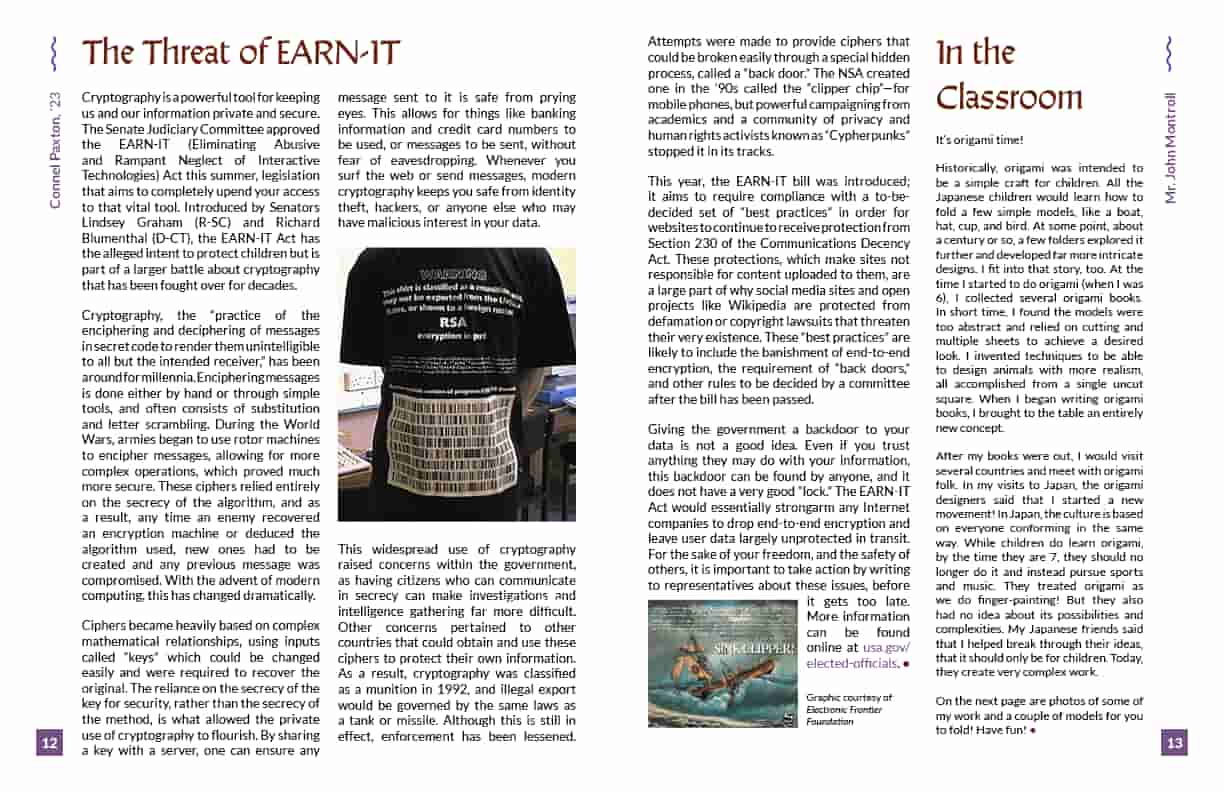 The Threat of EARN-IT
Connel Paxton, '23
Cryptography is a powerful tool for keeping
us and our information private and secure.
The Senate Judiciary Committee approved
the EARN-IT (Eliminating Abusive
and Rampant Neglect of Interactive
Technologies) Act this summer, legislation
that aims to completely upend your access
to that vital tool. Introduced by Senators
Lindsey Graham (R-SC) and Richard
Blumenthal (D-CT), the EARN-IT Act has
the alleged intent to protect children but is
part of a larger battle about cryptography
that has been fought over for decades.
Cryptography, the "practice of the
enciphering and deciphering of messages
in secret code to render them unintelligible
to all but the intended receiver," has been
around for millennia. Enciphering messages
is done either by hand or through simple
tools, and often consists of substitution
and letter scrambling. During the World
Wars, armies began to use rotor machines
to encipher messages, allowing for more
complex operations, which proved much
more secure. These ciphers relied entirely
on the secrecy of the algorithm, and as
a result, any time an enemy recovered
an encryption machine or deduced the
algorithm used, new ones had to be
created and any previous message was
compromised. With the advent of modern
computing, this has changed dramatically.
Ciphers became heavily based on complex
mathematical relationships, using inputs
called "keys" which could be changed
easily and were required to recover the
original. The reliance on the secrecy of the
key for security, rather than the secrecy of
the method, is what allowed the private
use of cryptography to flourish. By sharing
a key with a server, one can ensure any
message sent to it is safe from prying
eyes. This allows for things like banking
information and credit card numbers to
be used, or messages to be sent, without
fear of eavesdropping. Whenever you
surf the web or send messages, modern
cryptography keeps you safe from identity
theft, hackers, or anyone else who may
have malicious interest in your data.
WARNING
This shirt is classified as a munition and
may not be exported from the United
States, or shown to a foreign national
RSA
encryption in perl
This widespread use of cryptography
raised concerns within the government,
as having citizens who can communicate
in secrecy can make investigations and
intelligence gathering far more difficult.
Other concerns pertained to other
countries that could obtain and use these
ciphers to protect their own information.
As a result, cryptography was classified
as a munition in 1992, and illegal export
would be governed by the same laws as
a tank or missile. Although this is still in
effect, enforcement has been lessened.
12
Attempts were made to provide ciphers that
could be broken easily through a special hidden
process, called a "back door." The NSA created
one in the '90s called the "clipper chip"—for
mobile phones, but powerful campaigning from
academics and a community of privacy and
human rights activists known as "Cypherpunks"
stopped it in its tracks.
This year, the EARN-IT bill was introduced;
it aims to require compliance with a to-be-
decided set of "best practices" in order for
websites to continue to receive protection from
Section 230 of the Communications Decency
Act. These protections, which make sites not
responsible for content uploaded to them, are
a large part of why social media sites and open
projects like Wikipedia are protected from
defamation or copyright lawsuits that threaten
their very existence. These "best practices" are
likely to include the banishment of end-to-end
encryption, the requirement of "back doors,"
and other rules to be decided by a committee
after the bill has been passed.
Giving the government a backdoor to your
data is not a good idea. Even if you trust
anything they may do with your information,
this backdoor can be found by anyone, and it
does not have a very good "lock." The EARN-IT
Act would essentially strongarm any Internet
companies to drop end-to-end encryption and
leave user data largely unprotected in transit.
For the sake of your freedom, and the safety of
others, it is important to take action by writing
to representatives about these issues, before
it gets too late.
More information
can be found
online at usa.gov/
elected-officials. •
SINK CLIPPER!
Graphic courtesy of
Electronic Frontier
Foundation
In the
Classroom
Mr. John Montroll
It's origami time!
Historically, origami was intended to
be a simple craft for children. All the
Japanese children would learn how to
fold a few simple models, like a boat,
hat, cup, and bird. At some point, about
a century or so, a few folders explored it
further and developed far more intricate
designs. I fit into that story, too. At the
time I started to do origami (when I was
6), I collected several origami books.
In short time, I found the models were
too abstract and relied on cutting and
multiple sheets to achieve a desired
look. I invented techniques to be able
to design animals with more realism,
all accomplished from a single uncut
square. When I began writing origami
books, I brought to the table an entirely
new concept.
After my books were out, I would visit
several countries and meet with origami
folk. In my visits to Japan, the origami
designers said that I started a new
movement! In Japan, the culture is based
on everyone conforming in the same
way. While children do learn origami,
by the time they are 7, they should no
longer do it and instead pursue sports
and music. They treated origami as
we do finger-painting! But they also
had no idea about its possibilities and
complexities. My Japanese friends said
that I helped break through their ideas,
that it should only be for children. Today,
they create very complex work.
On the next page are photos of some of
my work and a couple of models for you
to fold! Have fun! •
13